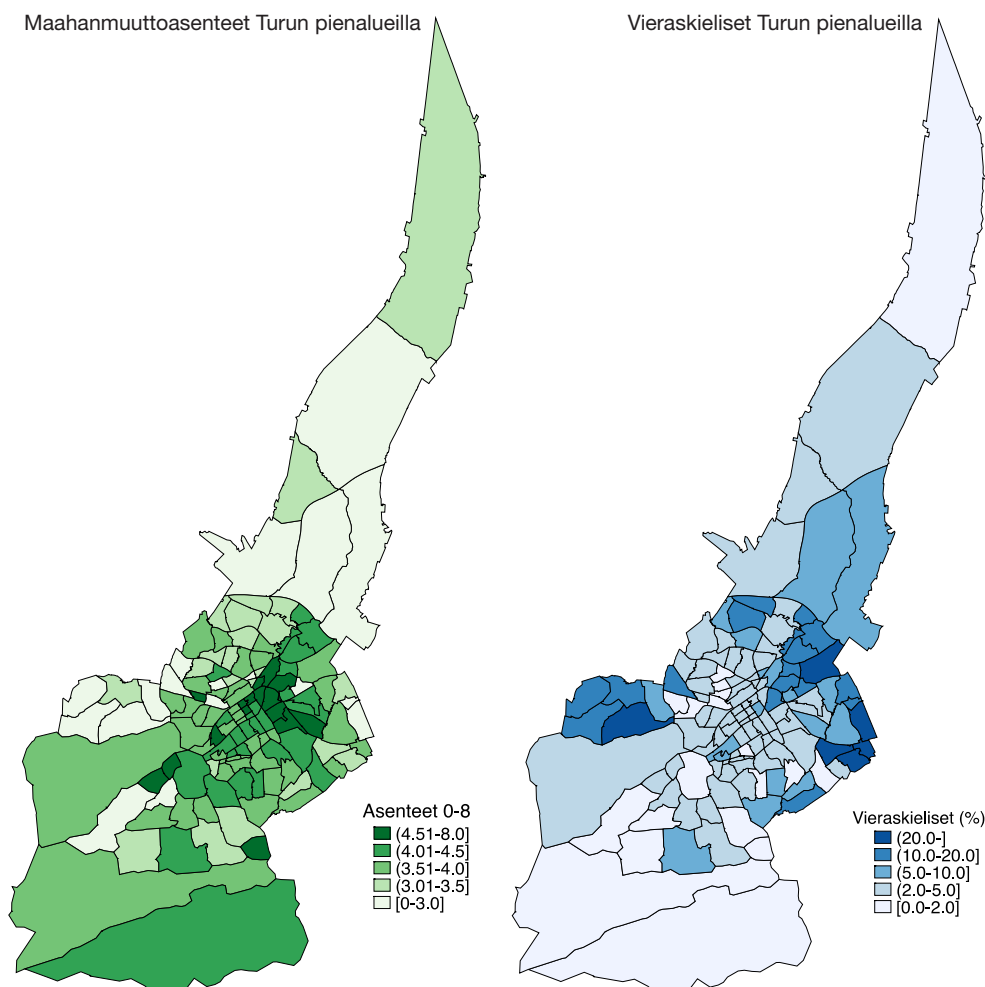 Maahanmuuttoasenteet Turun pienalueilla
Vieraskieliset Turun pienalueilla
Asenteet 0-8
(4.51-8.0]
(4.01-4.5]
(3.51-4.0]
(3.01-3.5]
[0-3.0]
Vieraskieliset (%)
(20.0-]
(10.0-20.0]
(5.0-10.0]
(2.0-5.0]
[0.0-2.0]